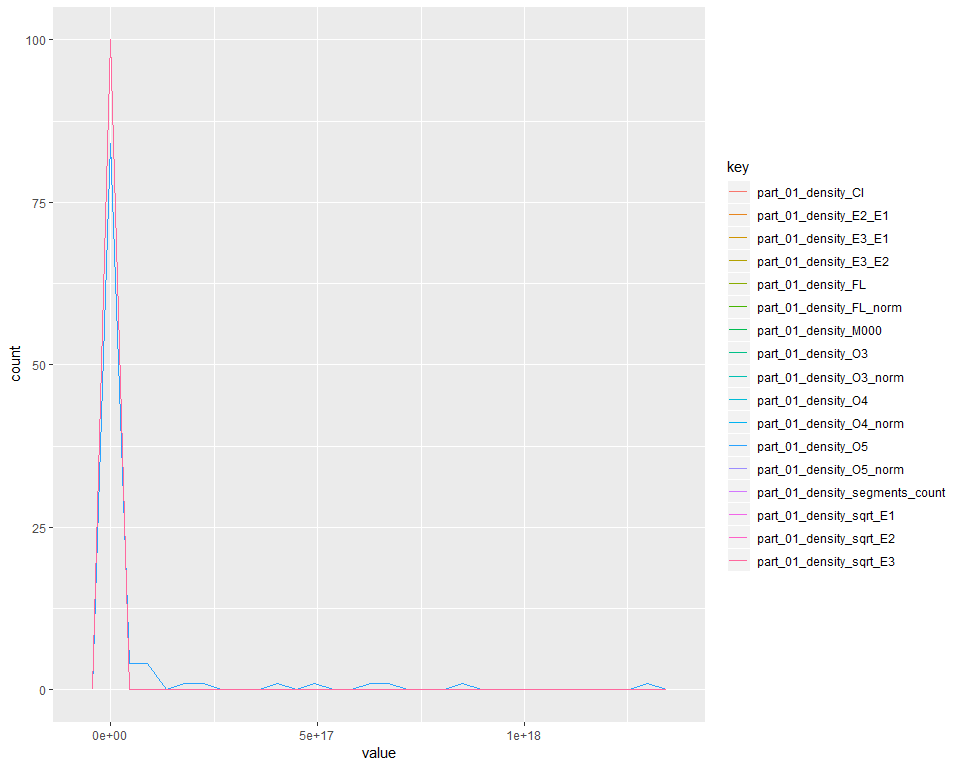 100
75
50
25
0
count
0e+00
5e+17
1e+18
value
key
part_01_density_CI
part_01_density_E2_E1
part_01_density_E3_E1
part_01_density_E3_E2
part_01_density_FL
part_01_density_FL_norm
part_01_density_M000
part_01_density_O3
part_01_density_O3_norm
part_01_density_O4
part_01_density_O4_norm
part_01_density_O5
part_01_density_O5_norm
part_01_density_segments_count
part_01_density_sqrt_E1
part_01_density_sqrt_E2
part_01_density_sqrt_E3